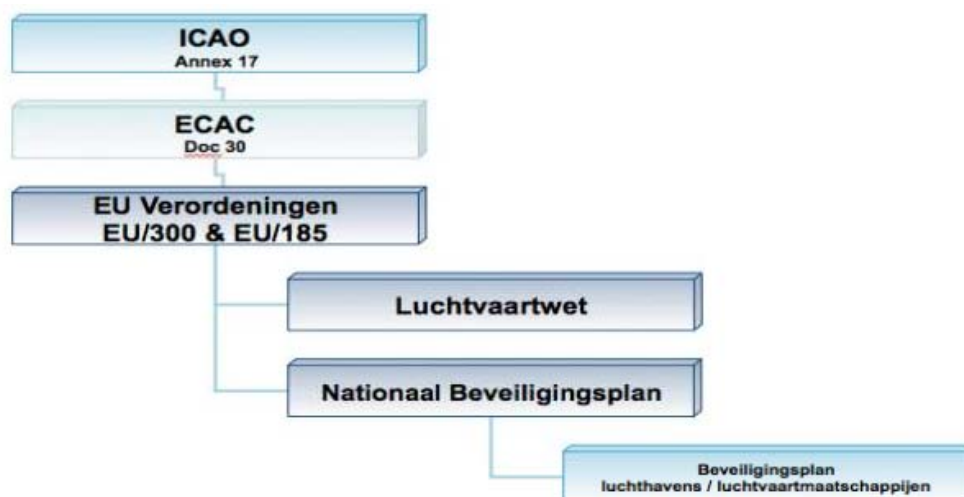 ICAO
Annex 17
ECAC
Doc 30
EU Verordeningen
EU/300 & EU/185
Luchtvaartwet
Nationaal Beveiligingsplan
Beveiligingsplan
luchthavens / luchtvaartmaatschappijen